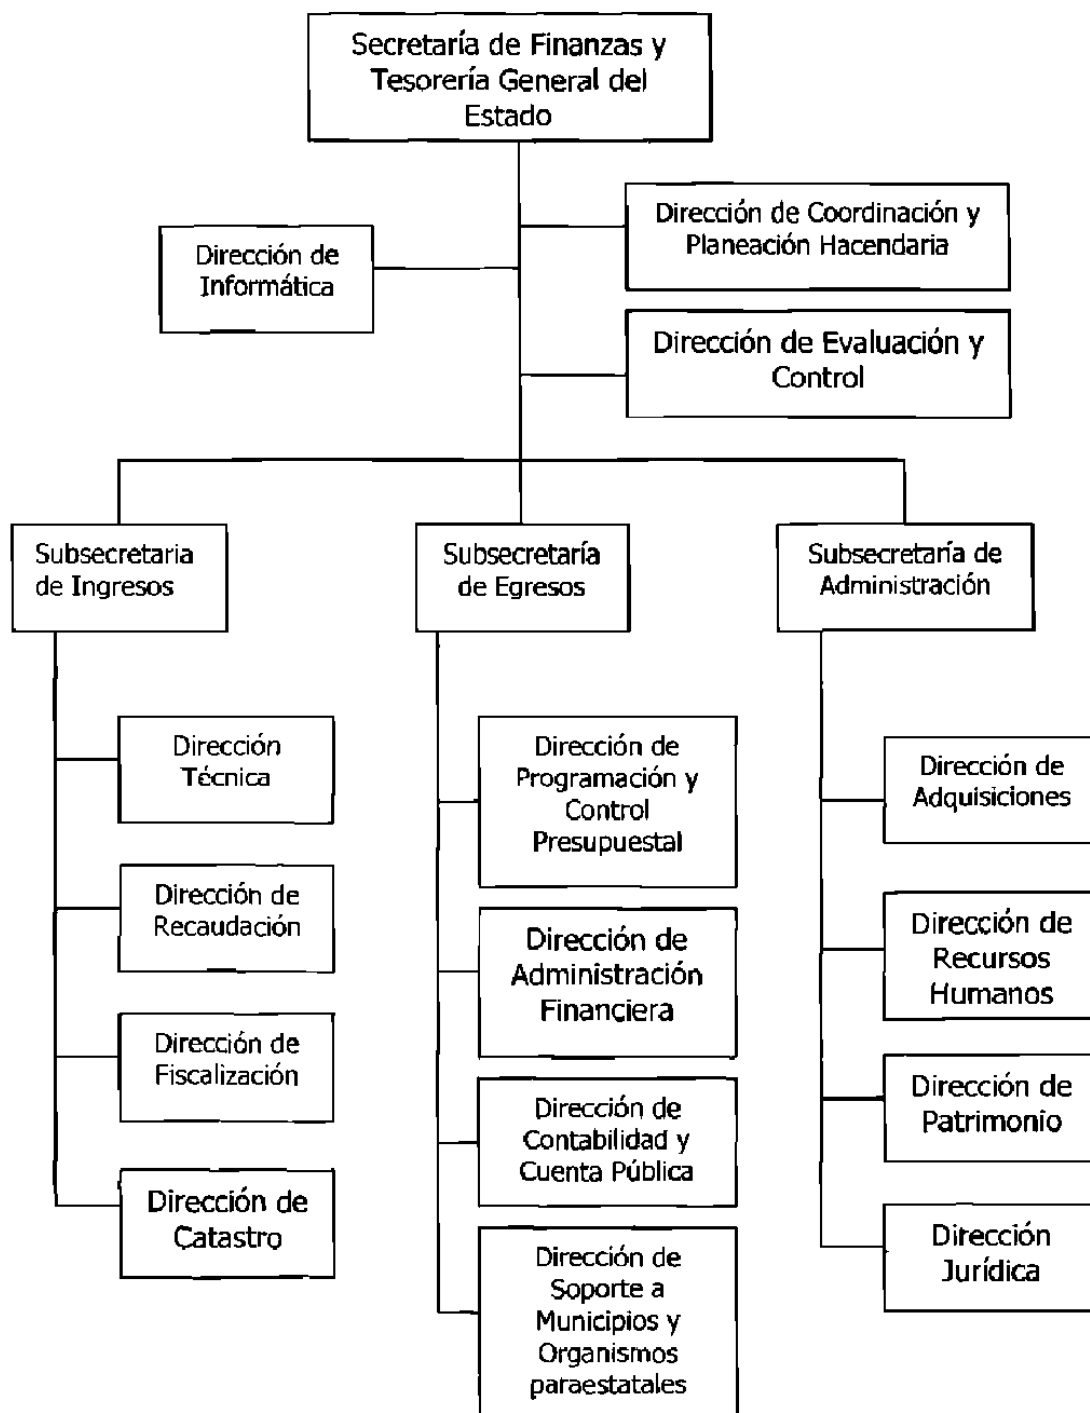 Secretaría de Finanzas y
Tesorería General del
Estado
Dirección de Coordinación y
Planeación Hacendaria
Dirección de
Informática
Dirección de Evaluación y
Control
Subsecretaria
de Ingresos
Subsecretaría
de Egresos
Subsecretaría de
Administración
Dirección
Técnica
Dirección de
Recaudación
Dirección de
Fiscalización
Dirección de
Catastro
Dirección de
Programación y
Control
Presupuestal
Dirección de
Administración
Financiera
Dirección de
Contabilidad y
Cuenta Pública
Dirección de
Soporte a
Municipios y
Organismos
paraestatales
Dirección de
Adquisiciones
Dirección de
Recursos
Humanos
Dirección de
Patrimonio
Dirección
Jurídica